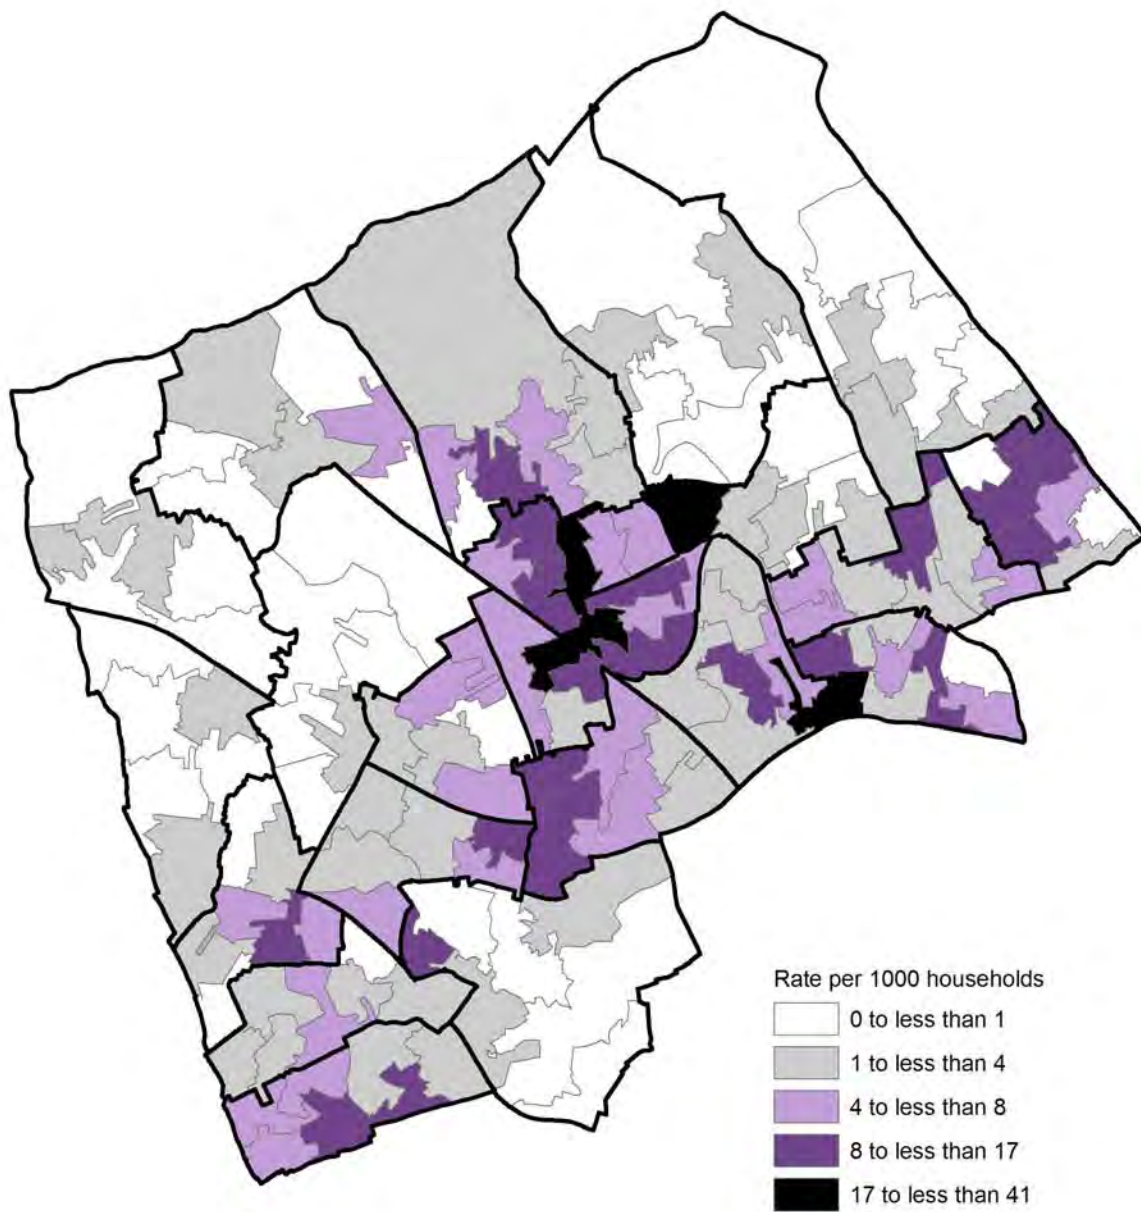 Rate per 1000 households
0 to less than 1
1 to less than 4
4 to less than 8
8 to less than 17
17 to less than 41